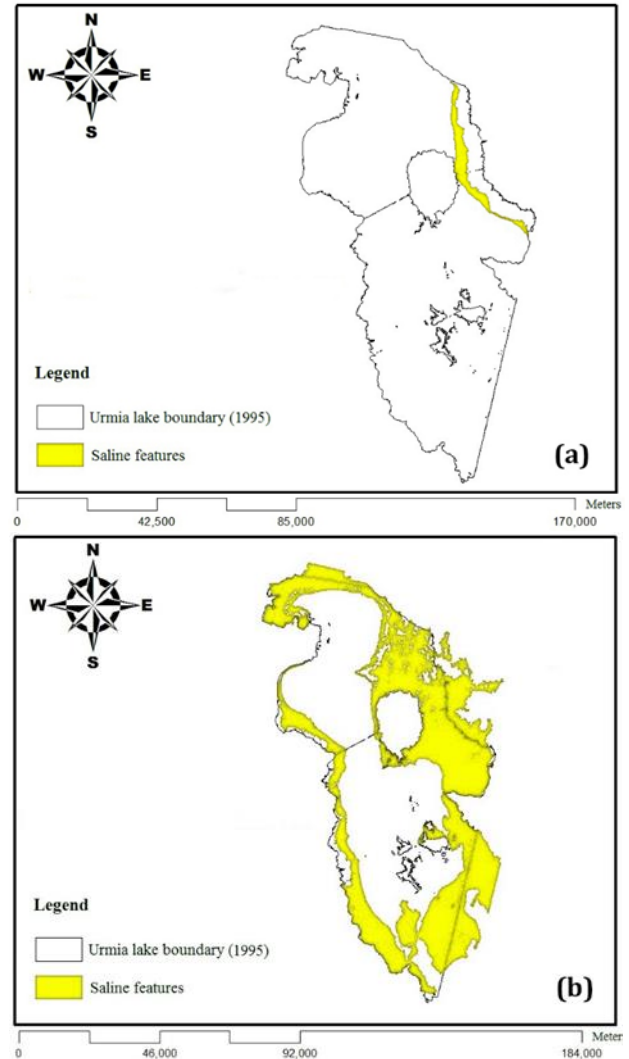 N
W E
S
Legend
Urmia lake boundary (1995)
Saline features
(a)
Meters
0 42,500 85,000 170,000
N
W E
S
Legend
Urmia lake boundary (1995)
Saline features
(b)
Meter
0 46,000 92,000 184,000